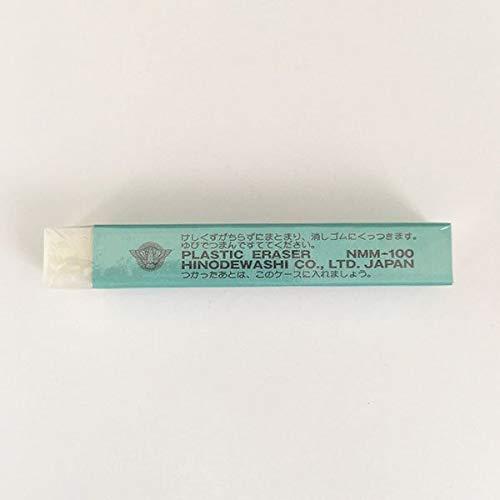 けしくずがちらずにまとまり、消しゴムにくっつきます。
ゆびでつまんですててください。
PLASTIC ERASER NMM-100
HINODEWASHI CO., LTD. JAPAN
つかったあとは、このケースに入れましょう。